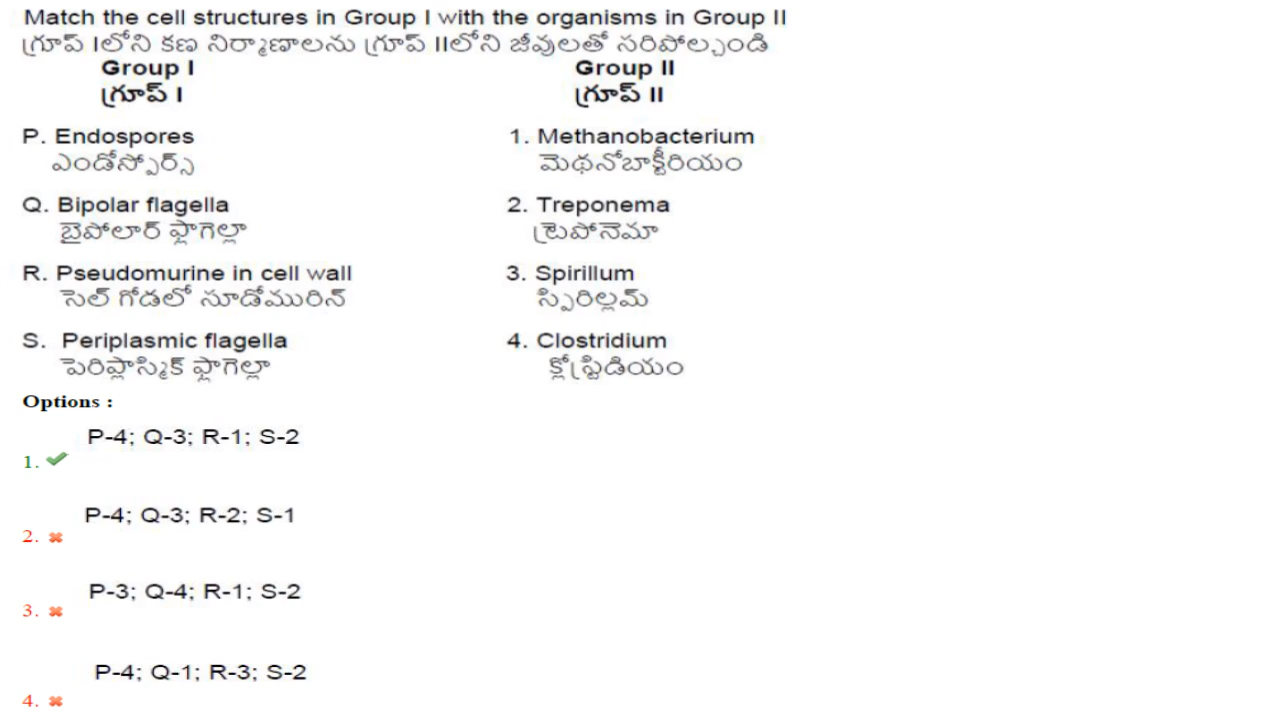 Match the cell structures in Group I with the organisms in Group II
గ్రూప్ Iలోని కణ నిర్మాణాలను గ్రూప్ IIలోని జీవులతో సరిపోల్చండి
Group I Group II
గ్రూప్ I గ్రూప్ II
P. Endospores 1. Methanobacterium
ఎండోస్పోర్స్ మెథనోబాక్టీరియం
Q. Bipolar flagella 2. Treponema
బైపోలార్ ఫ్లాగెల్లా ట్రెపోనెమా
R. Pseudomurine in cell wall 3. Spirillum
సెల్ గోడలో సూడోమురిన్ స్పిరిల్లమ్
S. Periplasmic flagella 4. Clostridium
పెరిప్లాస్మిక్ ఫ్లాగెల్లా క్లోస్ట్రిడియం
Options :
P-4; Q-3; R-1; S-2
1.
P-4; Q-3; R-2; S-1
2.
P-3; Q-4; R-1; S-2
3.
P-4; Q-1; R-3; S-2
4.